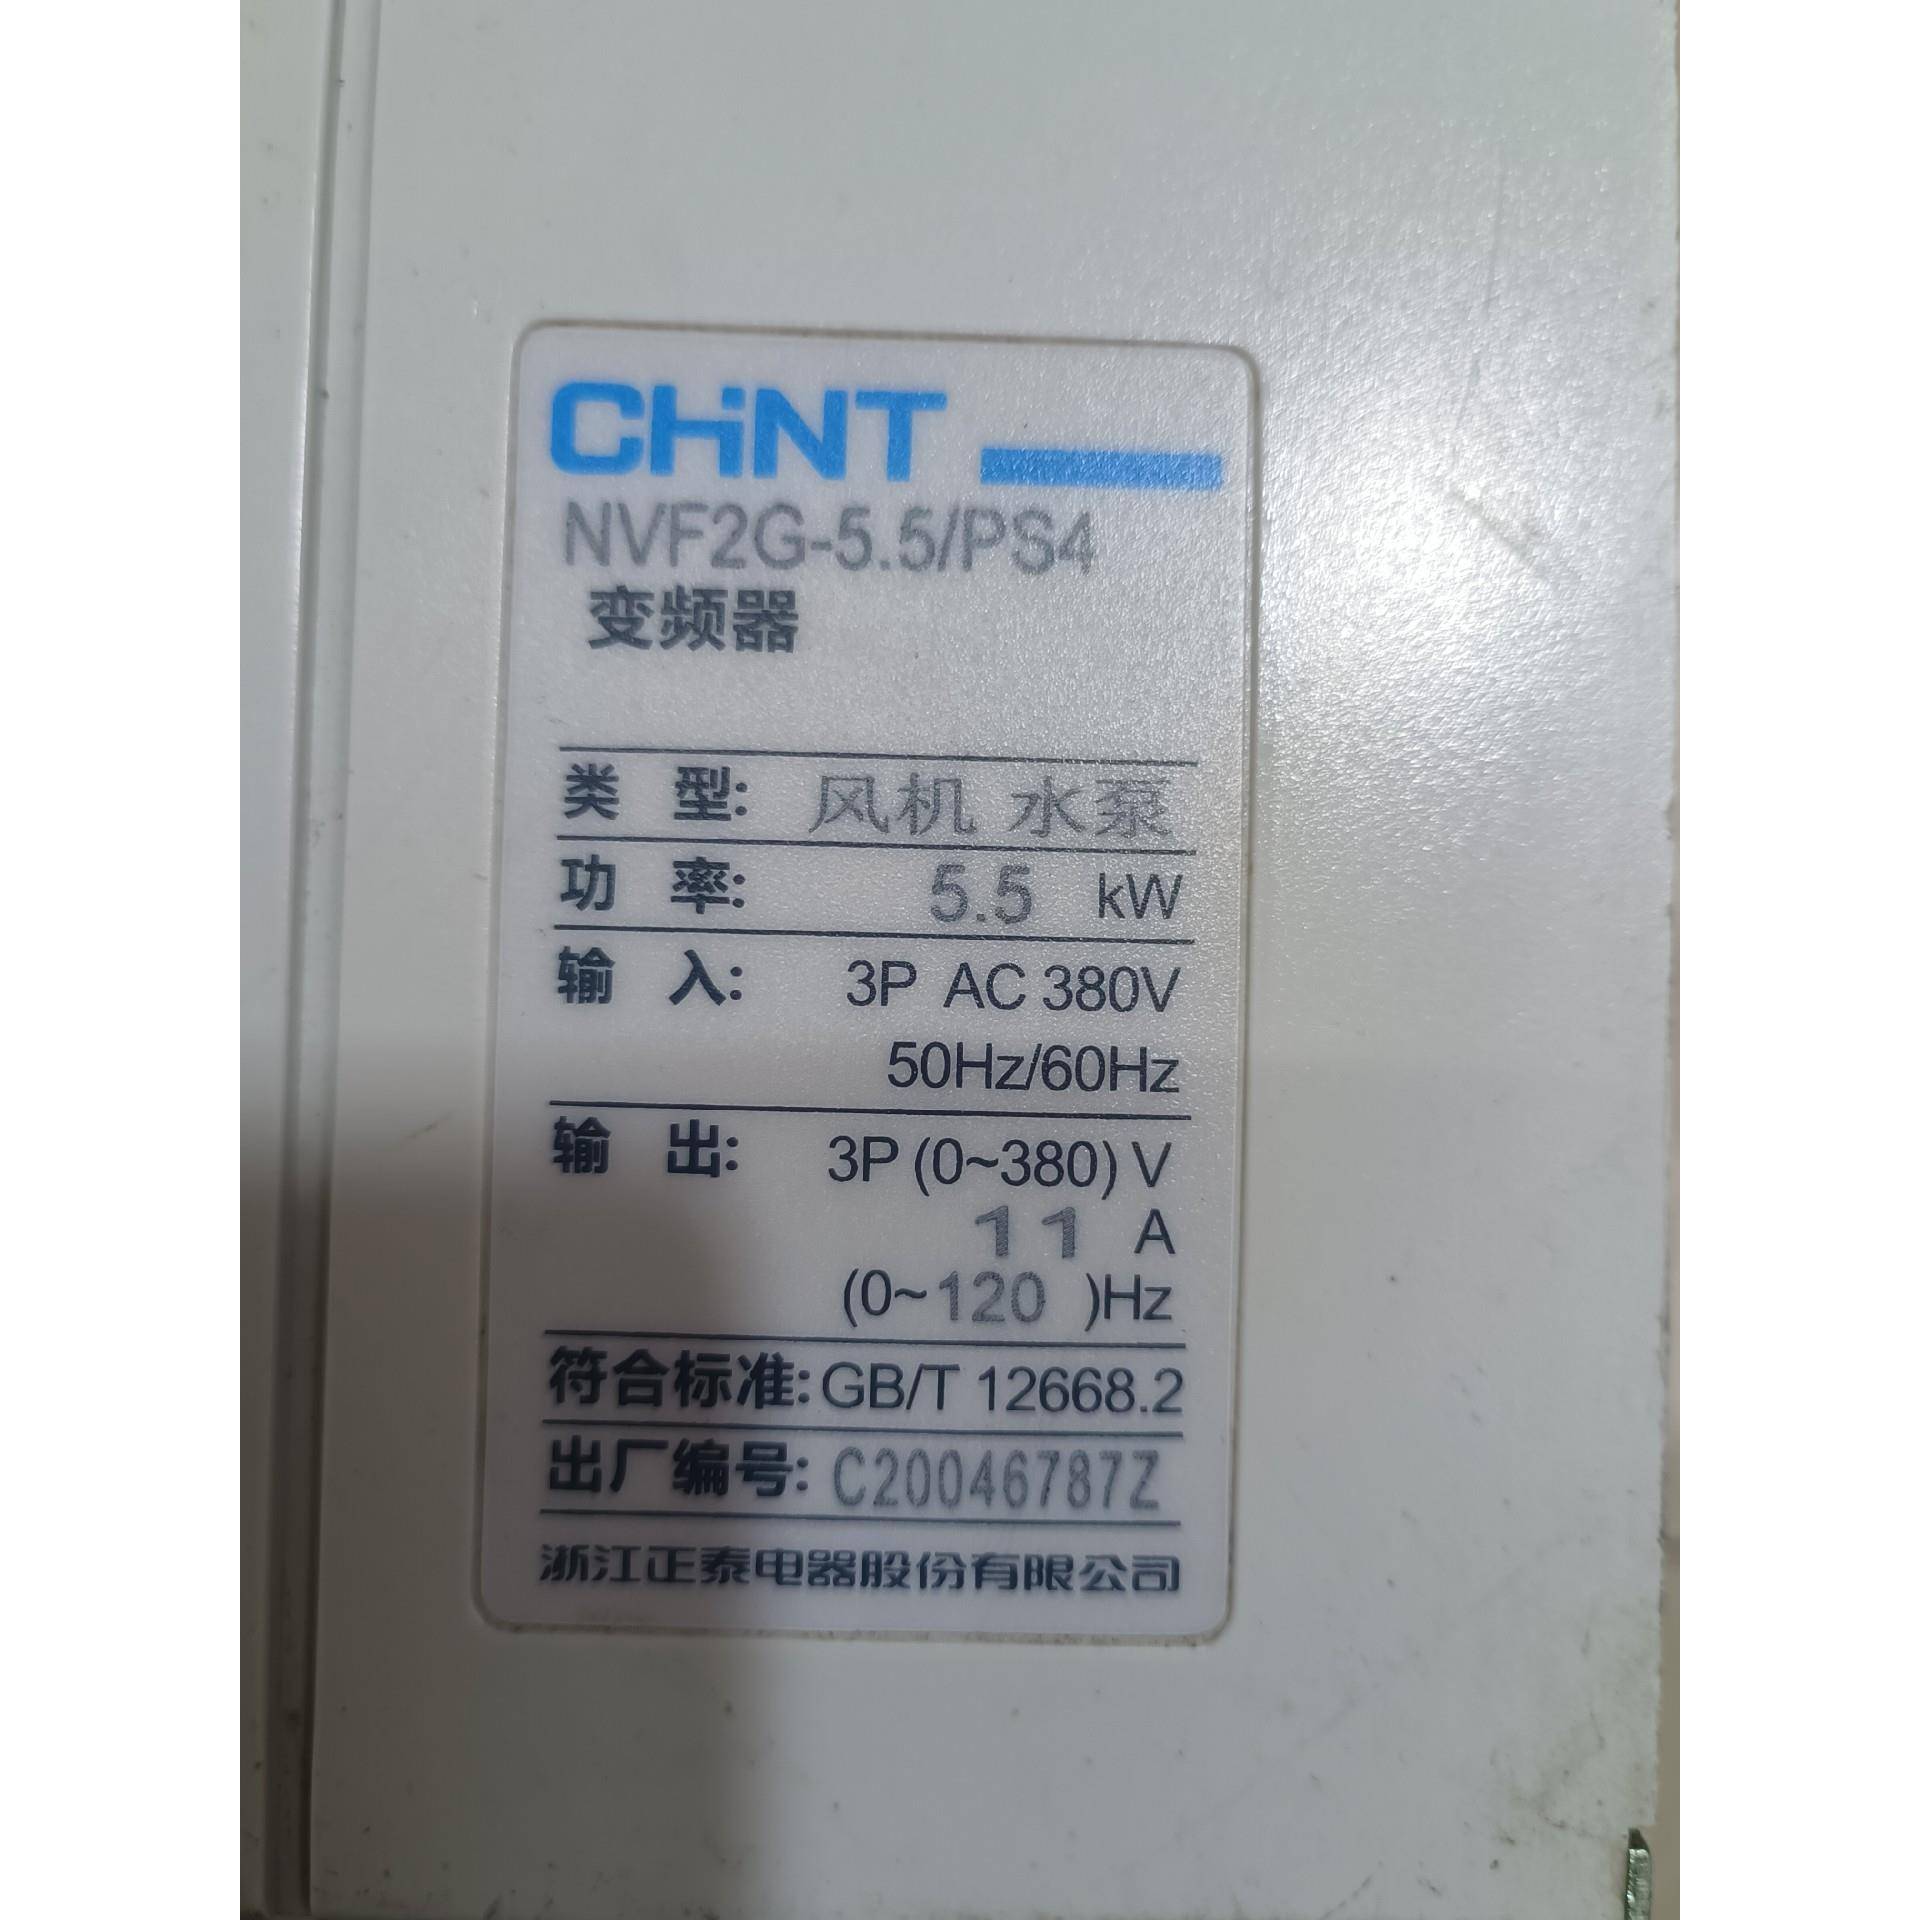 CHNT
NVF2G-5.5/PS4
变频器
类 型: 风机 水泵
功 率: 5.5 kW
输 入: 3P AC 380V
50Hz/60Hz
输 出: 3P (0~380) V
11 A
(0~120 )Hz
符合标准: GB/T 12668.2
出厂编号: C20046787Z
浙江正泰电器股份有限公司